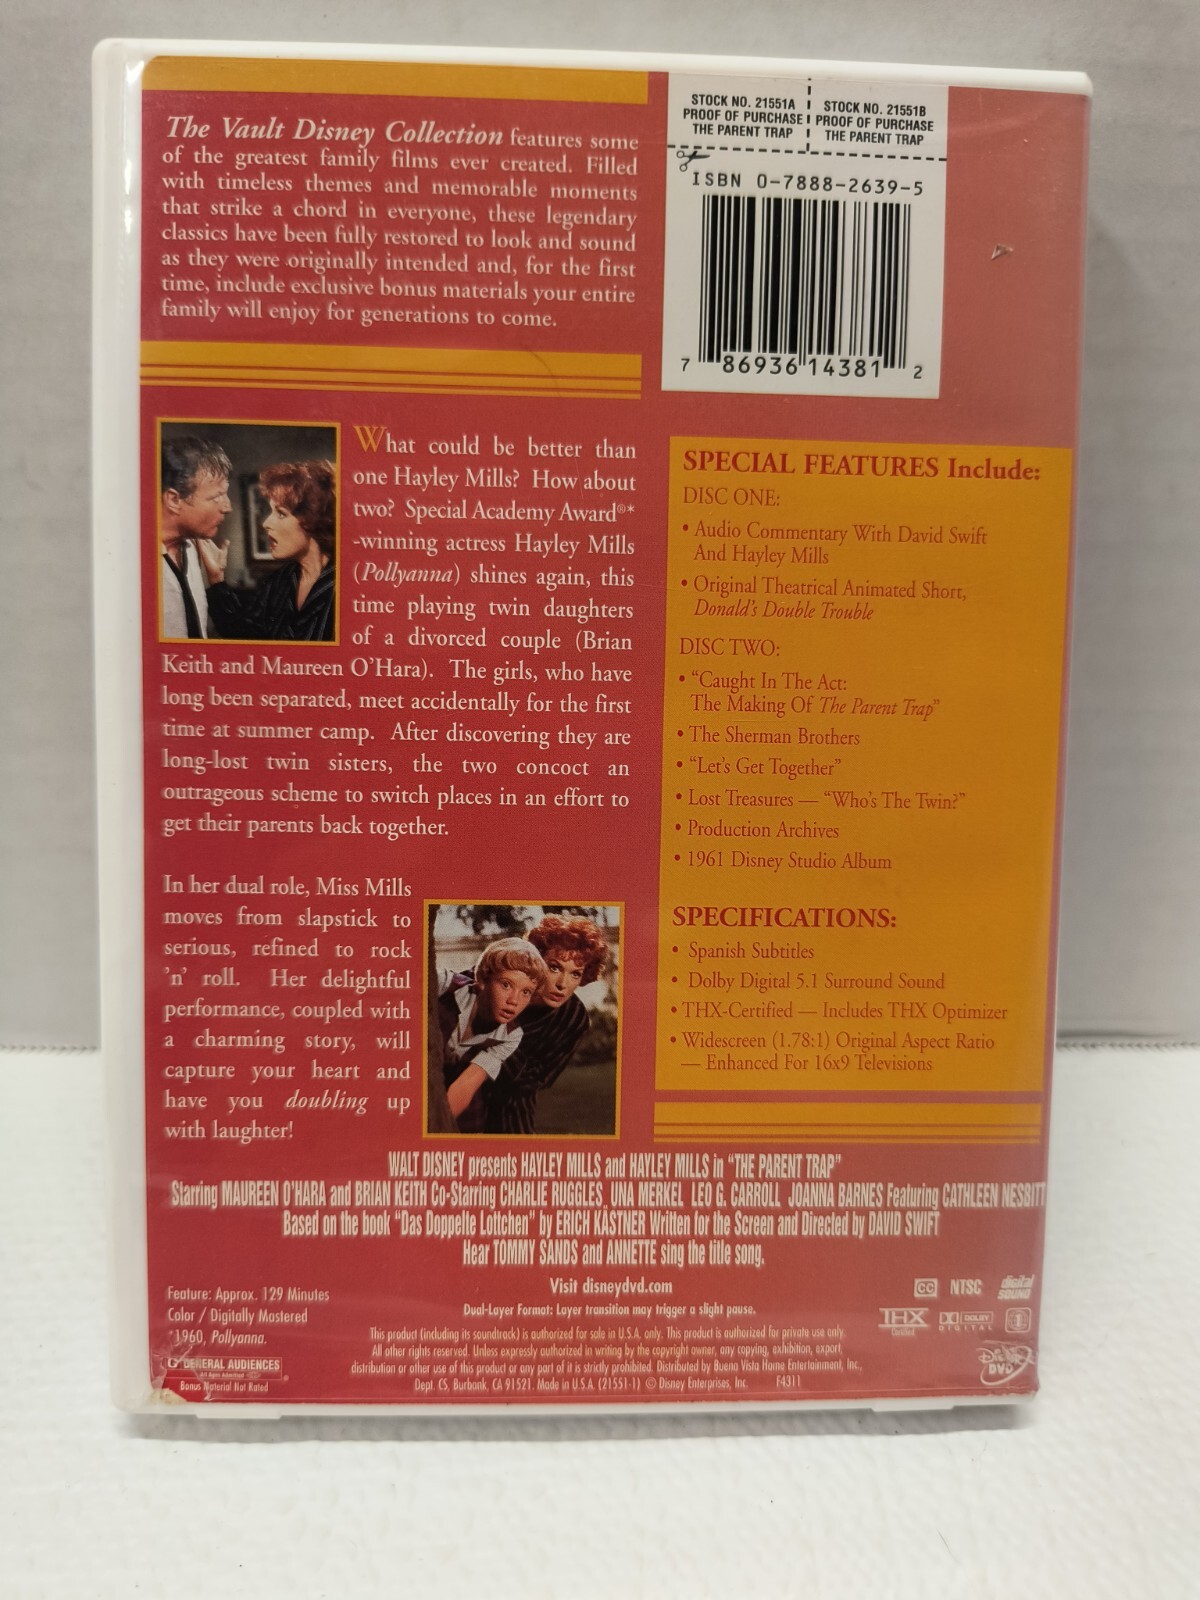 The Vault Disney Collection features some
of the greatest family films ever created. Filled
with timeless themes and memorable moments
that strike a chord in everyone, these legendary
classics have been fully restored to look and sound
as they were originally intended and, for the first
time, include exclusive bonus materials your entire
family will enjoy for generations to come.
STOCK NO. 21551A
PROOF OF PURCHASE
THE PARENT TRAP
STOCK NO. 21551B
PROOF OF PURCHASE
THE PARENT TRAP
ISBN 0-7888-2639-5
7 86936 14381 2
What could be better than
one Hayley Mills? How about
two? Special Academy Award®*
-winning actress Hayley Mills
(Pollyanna) shines again, this
time playing twin daughters
of a divorced couple (Brian
Keith and Maureen O'Hara). The girls, who have
long been separated, meet accidentally for the first
time at summer camp. After discovering they are
long-lost twin sisters, the two concoct an
outrageous scheme to switch places in an effort to
get their parents back together.
In her dual role, Miss Mills
moves from slapstick to
serious, refined to rock
'n' roll. Her delightful
performance, coupled with
a charming story, will
capture your heart and
have you doubling up
with laughter!
SPECIAL FEATURES Include:
DISC ONE:
• Audio Commentary With David Swift
And Hayley Mills
• Original Theatrical Animated Short,
Donald's Double Trouble
DISC TWO:
• "Caught In The Act:
The Making Of The Parent Trap"
• The Sherman Brothers
• "Let's Get Together"
• Lost Treasures — "Who's The Twin?"
• Production Archives
• 1961 Disney Studio Album
SPECIFICATIONS:
• Spanish Subtitles
• Dolby Digital 5.1 Surround Sound
• THX-Certified — Includes THX Optimizer
• Widescreen (1.78:1) Original Aspect Ratio
— Enhanced For 16x9 Televisions
WALT DISNEY presents HAYLEY MILLS and HAYLEY MILLS in "THE PARENT TRAP"
Starring MAUREEN O'HARA and BRIAN KEITH Co-Starring CHARLIE RUGGLES UNA MERKEL LEO G. CARROLL JOANNA BARNES Featuring CATHLEEN NESBITT
Based on the book "Das Doppelte Lottchen" by ERICH KÄSTNER Written for the Screen and Directed by DAVID SWIFT
Hear TOMMY SANDS and ANNETTE sing the title song.
Visit disneydvd.com
Dual-Layer Format: Layer transition may trigger a slight pause.
Feature: Approx. 129 Minutes
Color / Digitally Mastered
*1960, Pollyanna.
G GENERAL AUDIENCES
All Ages Admitted
Bonus Material Not Rated
This product (including its soundtrack) is authorized for sale in U.S.A. only. This product is authorized for private use only.
All other rights reserved. Unless expressly authorized in writing by the copyright owner, any copying, exhibition, export,
distribution or other use of this product or any part of it is strictly prohibited. Distributed by Buena Vista Home Entertainment, Inc.,
Dept. CS, Burbank, CA 91521. Made in U.S.A. (21551-1) © Disney Enterprises, Inc. F4311
CC NTSC digital SOUND
THX Certified DOLBY DIGITAL 1
Disney DVD